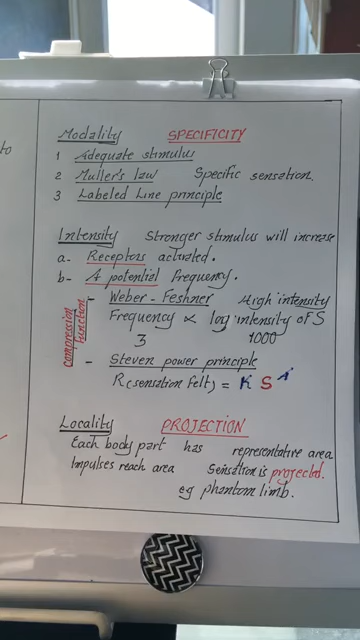 to
Modality SPECIFICITY
1 Adequate stimulus
2 Muller's law Specific sensation.
3 Labeled Line principle
Intensity Stronger stimulus will increase
a- Receptors activated.
b- A potential frequency.
compression function
- Weber - Feshner High intensity
Frequency ∝ log intensity of S
3 1000
- Steven power principle
R (sensation felt) = K S A
Locality PROJECTION
Each body part has representative area
Impulses reach area Sensation is projected.
eg phantom limb.